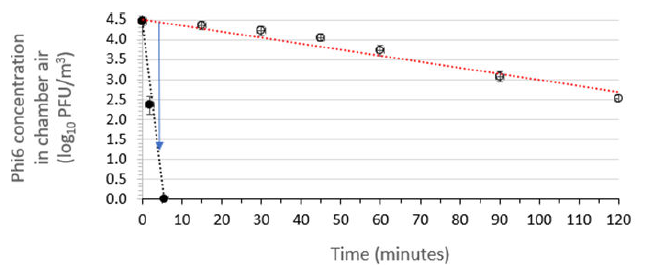 Phi6 concentration
in chamber air
(log10 PFU/m³)
4.5
4.0
3.5
3.0
2.5
2.0
1.5
1.0
0.5
0.0
0 10 20 30 40 50 60 70 80 90 100 110 120
Time (minutes)